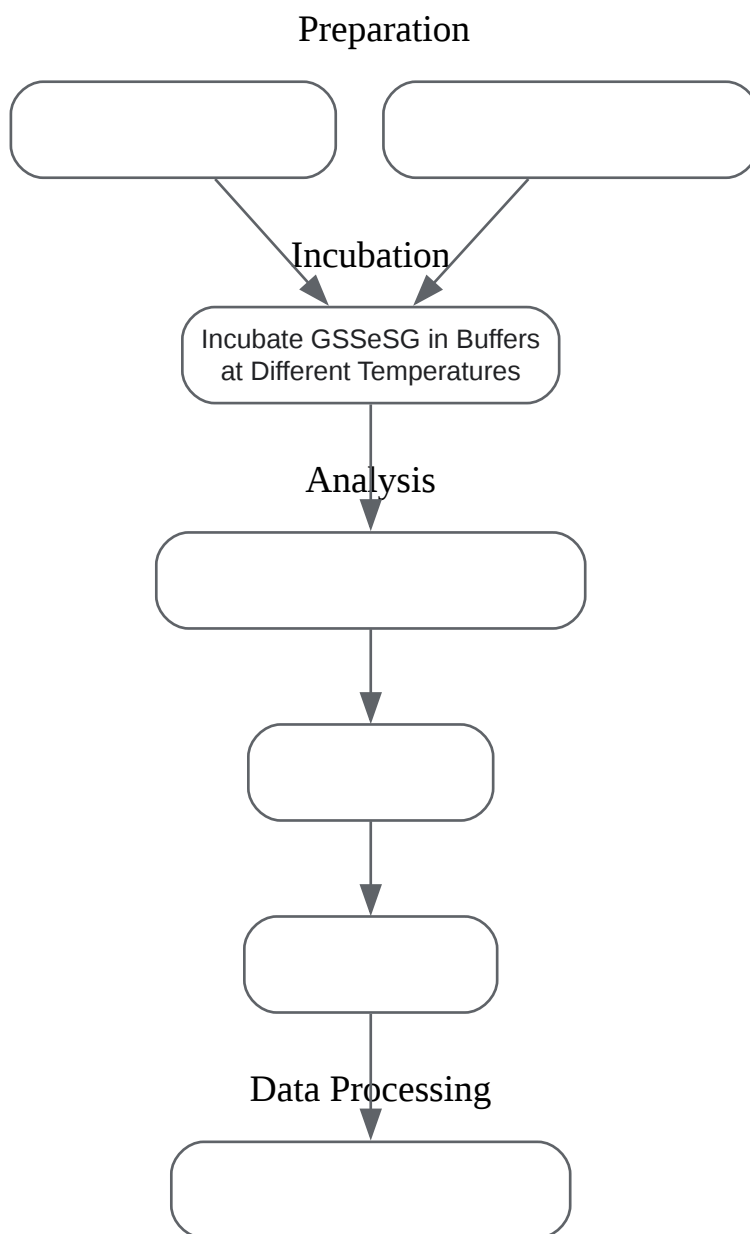 Preparation
Incubation
Incubate GSSeSG in Buffers
at Different Temperatures
Analysis
Data Processing